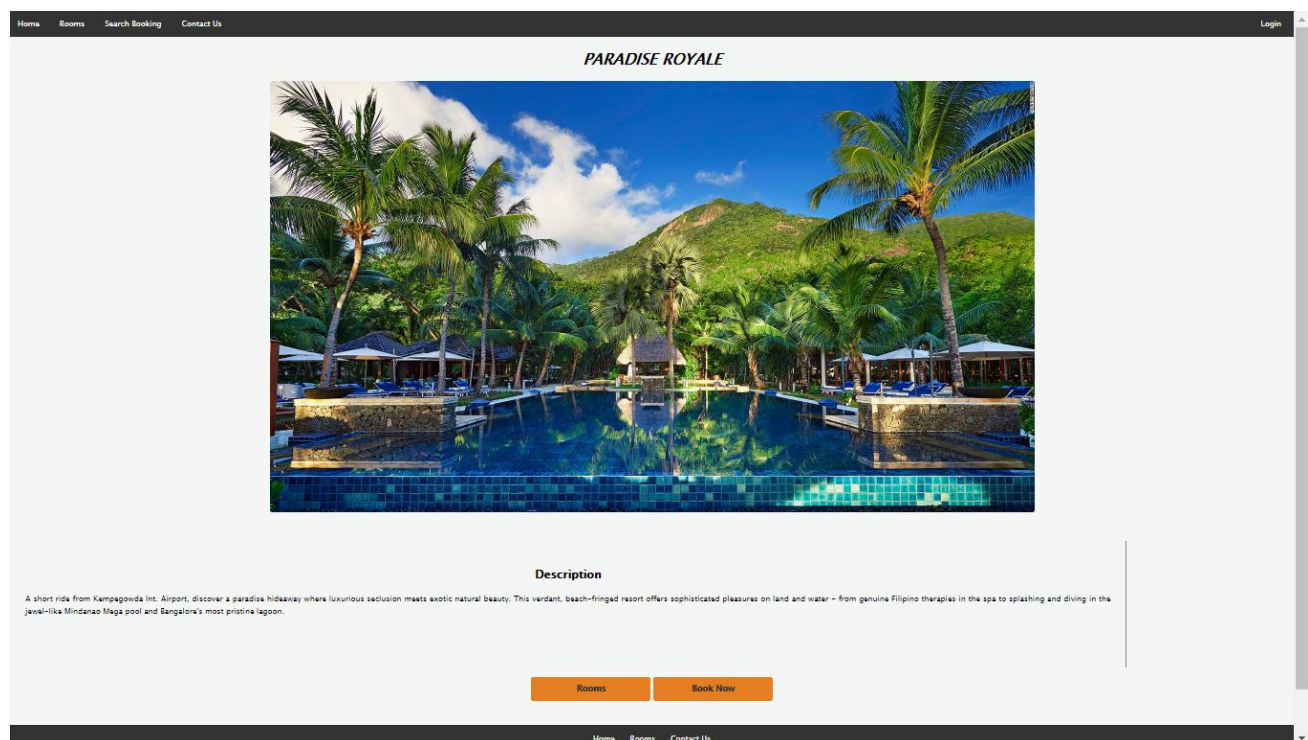 Home Rooms Search Booking Contact Us Login
PARADISE ROYALE
Description
A short ride from Kempegowda Int. Airport, discover a paradise hideaway where luxurious seclusion meets exotic natural beauty. This verdant, beach-fringed resort offers sophisticated pleasures on land and water - from genuine Filipino therapies in the spa to splashing and diving in the
jewel-like Mindanao Mega pool and Bangalore's most pristine lagoon.
Rooms Book Now
Home Rooms Contact Us